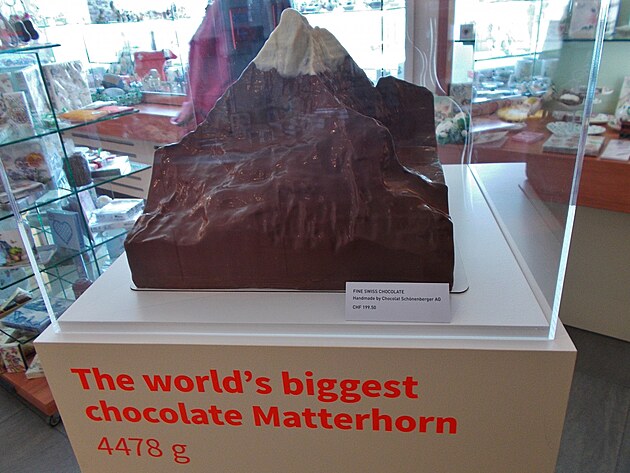 FINE SWISS CHOCOLATE
Handmade by Chocolat Schönenberger AG
CHF 199.50
The world's biggest
chocolate Matterhorn
4478 g